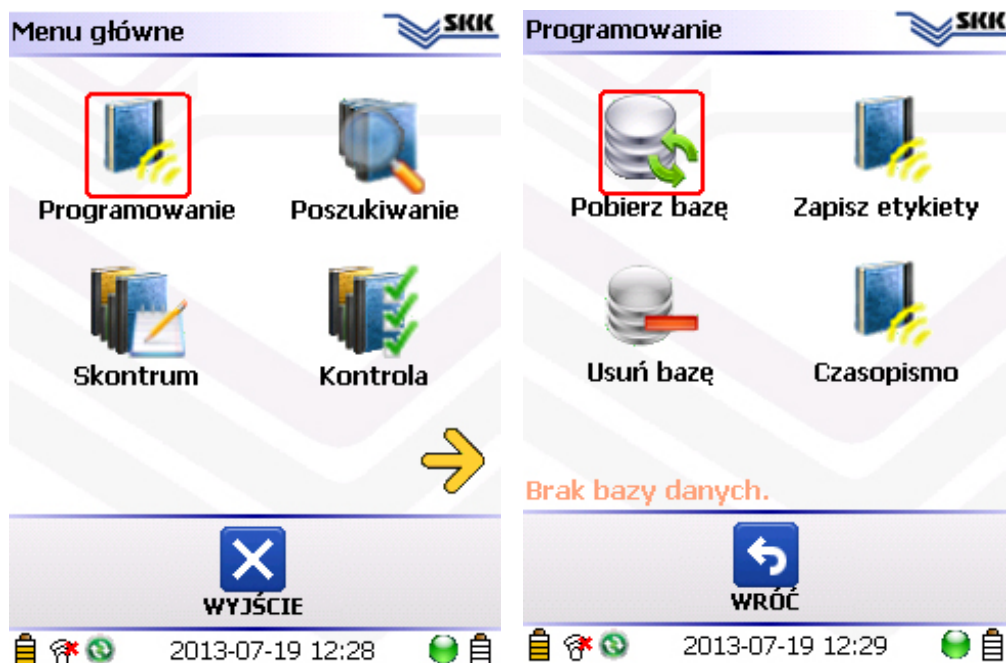 Menu główne
SKK
Programowanie
Poszukiwanie
Skontrum
Kontrola
WYJŚCIE
2013-07-19 12:28
Programowanie
SKK
Pobierz bazę
Zapisz etykiety
Usuń bazę
Czasopismo
Brak bazy danych.
WRÓĆ
2013-07-19 12:29